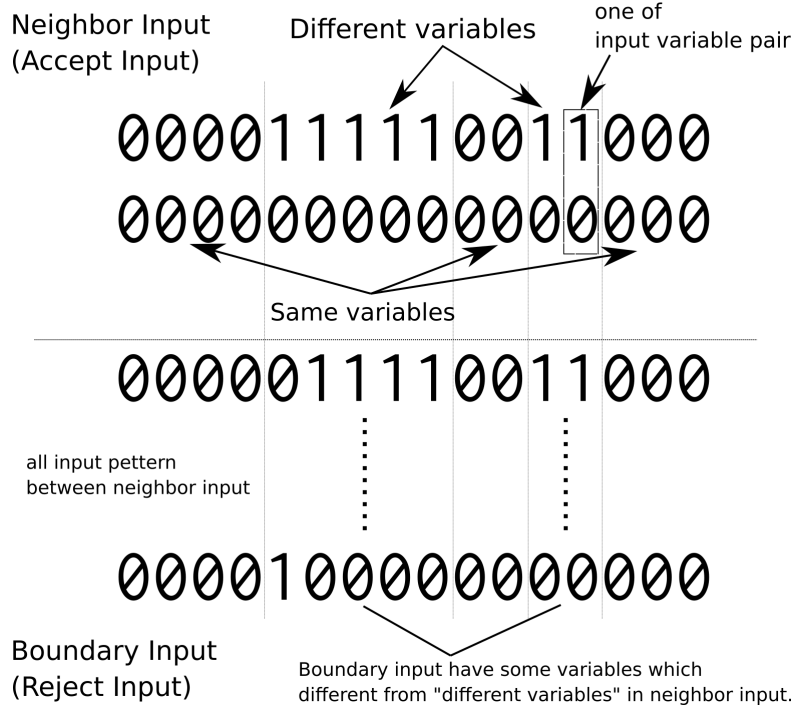 Neighbor Input
(Accept Input)
Different variables
one of
input variable pair
0000111110011000
0000000000000000
Same variables
0000011110011000
all input pettern
between neighbor input
0000100000000000
Boundary Input
(Reject Input)
Boundary input have some variables which
different from "different variables" in neighbor input.